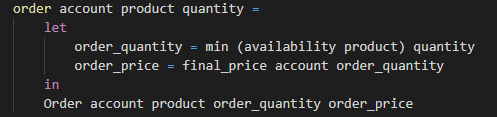 order account product quantity =
    let
        order_quantity = min (availability product) quantity
        order_price = final_price account order_quantity
    in
    Order account product order_quantity order_price